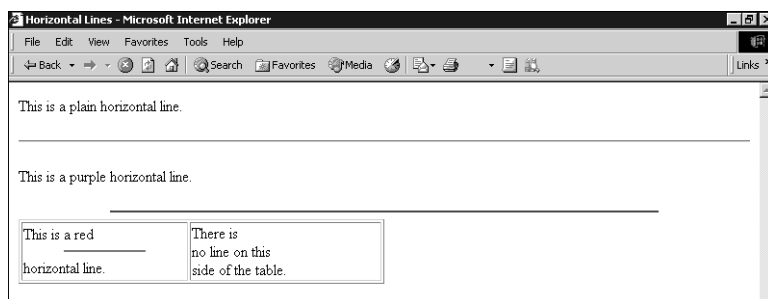 Horizontal Lines - Microsoft Internet Explorer
File Edit View Favorites Tools Help
Back Search Favorites Media Links
This is a plain horizontal line.
This is a purple horizontal line.
This is a red
horizontal line.
There is
no line on this
side of the table.